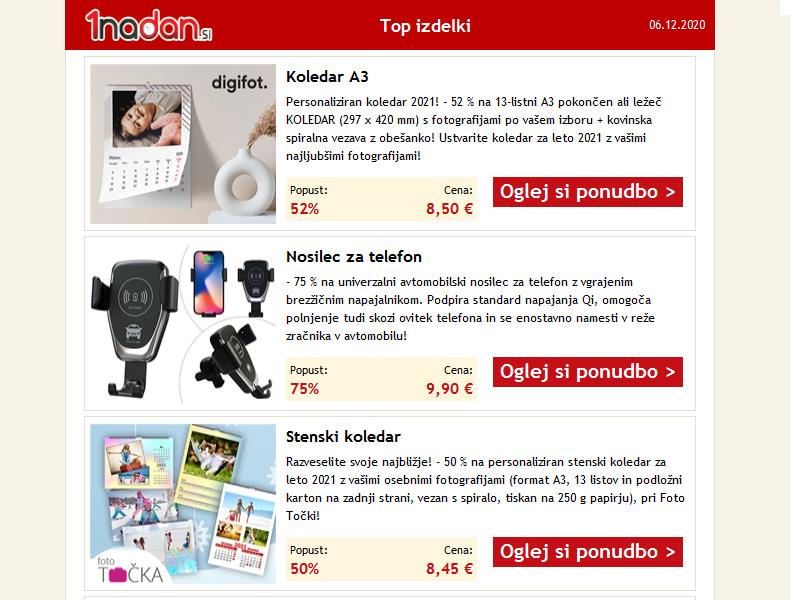 1nadan.si
Top izdelki
06.12.2020
digifot.
Koledar A3
Personaliziran koledar 2021! - 52 % na 13-listni A3 pokončen ali ležeč
KOLEDAR (297 x 420 mm) s fotografijami po vašem izboru + kovinska
spiralna vezava z obešanko! Ustvarite koledar za leto 2021 z vašimi
najljubšimi fotografijami!
Popust:
Cena:
52%
8,50 €
Oglej si ponudbo >
Nosilec za telefon
- 75 % na univerzalni avtomobilski nosilec za telefon z vgrajenim
brezžičnim napajalnikom. Podpira standard napajanja Qi, omogoča
polnjenje tudi skozi ovitek telefona in se enostavno namesti v reže
zračnika v avtomobilu!
Popust:
Cena:
75%
9,90 €
Oglej si ponudbo >
Stenski koledar
Razveselite svoje najbližje! - 50 % na personaliziran stenski koledar za
leto 2021 z vašimi osebnimi fotografijami (format A3, 13 listov in podložni
karton na zadnji strani, vezan s spiralo, tiskan na 250 g papirju), pri Foto
Točki!
foto
TOČKA
Popust:
Cena:
50%
8,45 €
Oglej si ponudbo >